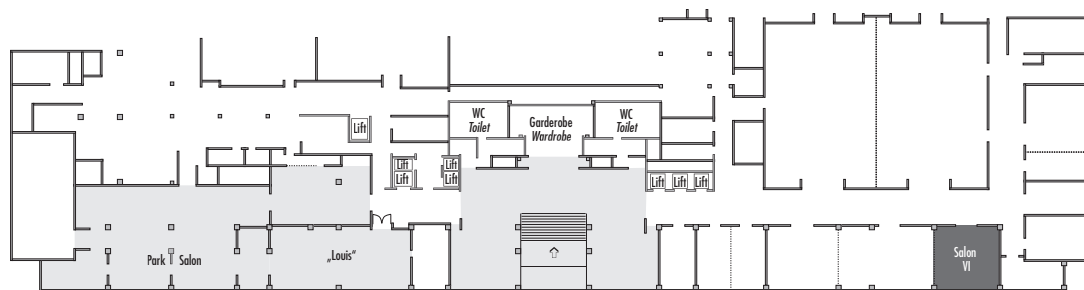 WC
Toilet
Garderobe
Wardrobe
WC
Toilet
Lift
Lift
Lift
Lift
Lift
Lift
Lift
Lift
Park Salon
„Louis“
Salon
VI